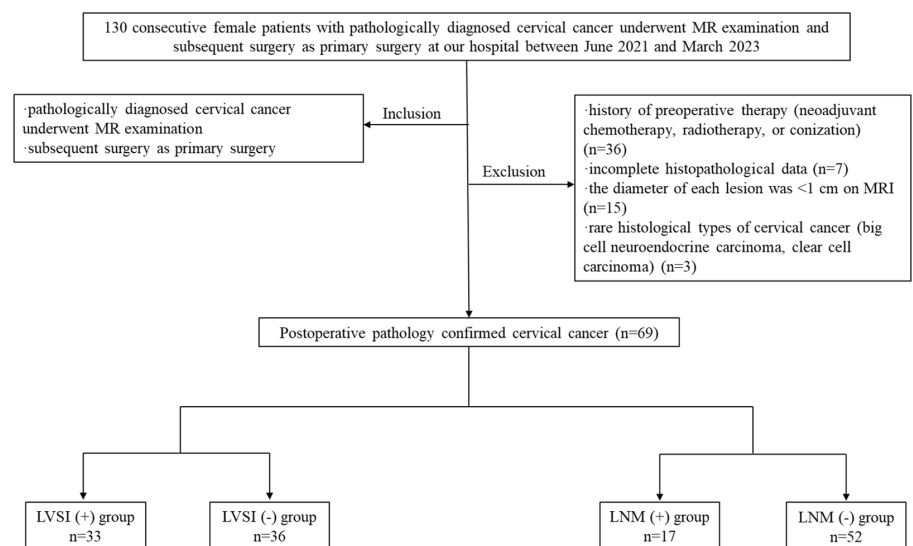 130 consecutive female patients with pathologically diagnosed cervical cancer underwent MR examination and
subsequent surgery as primary surgery at our hospital between June 2021 and March 2023
·pathologically diagnosed cervical cancer
underwent MR examination
·subsequent surgery as primary surgery
Inclusion
Exclusion
·history of preoperative therapy (neoadjuvant
chemotherapy, radiotherapy, or conization)
(n=36)
·incomplete histopathological data (n=7)
·the diameter of each lesion was <1 cm on MRI
(n=15)
·rare histological types of cervical cancer (big
cell neuroendocrine carcinoma, clear cell
carcinoma) (n=3)
Postoperative pathology confirmed cervical cancer (n=69)
LVSI (+) group
n=33
LVSI (-) group
n=36
LNM (+) group
n=17
LNM (-) group
n=52